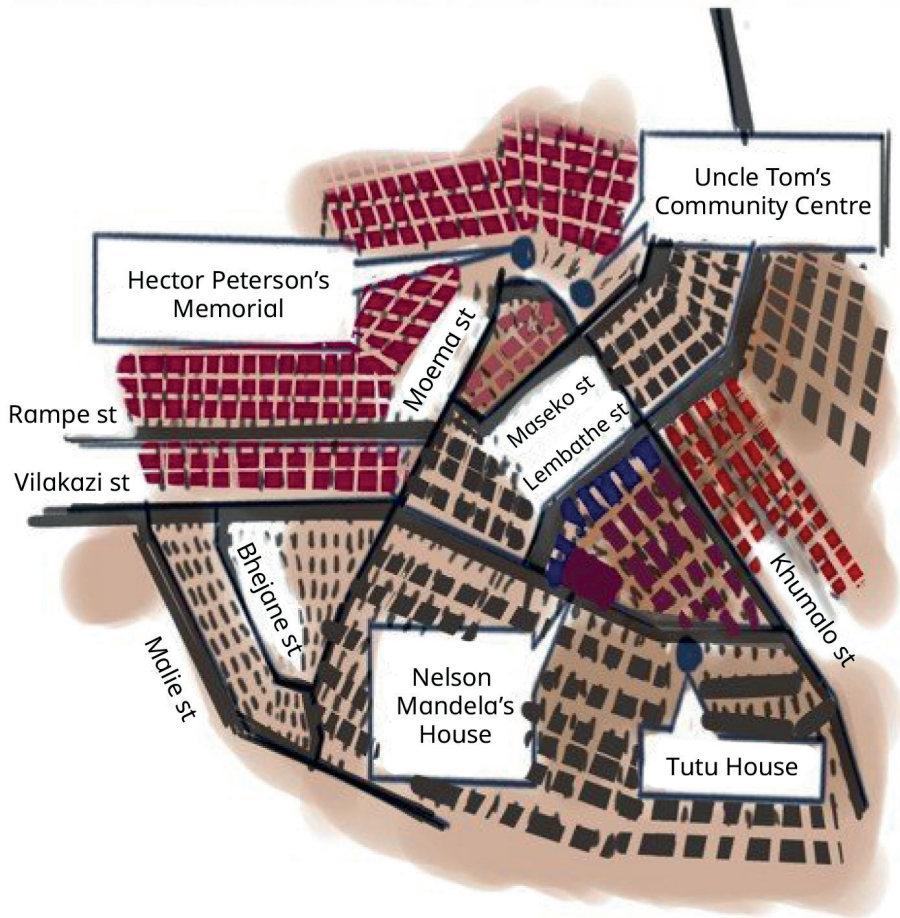 Uncle Tom's
Community Centre
Hector Peterson's
Memorial
Moema st
Maseko st
Rampe st
Lembathe st
Vilakazi st
Bhejane st
Khumalo st
Malie st
Nelson
Mandela's
House
Tutu House